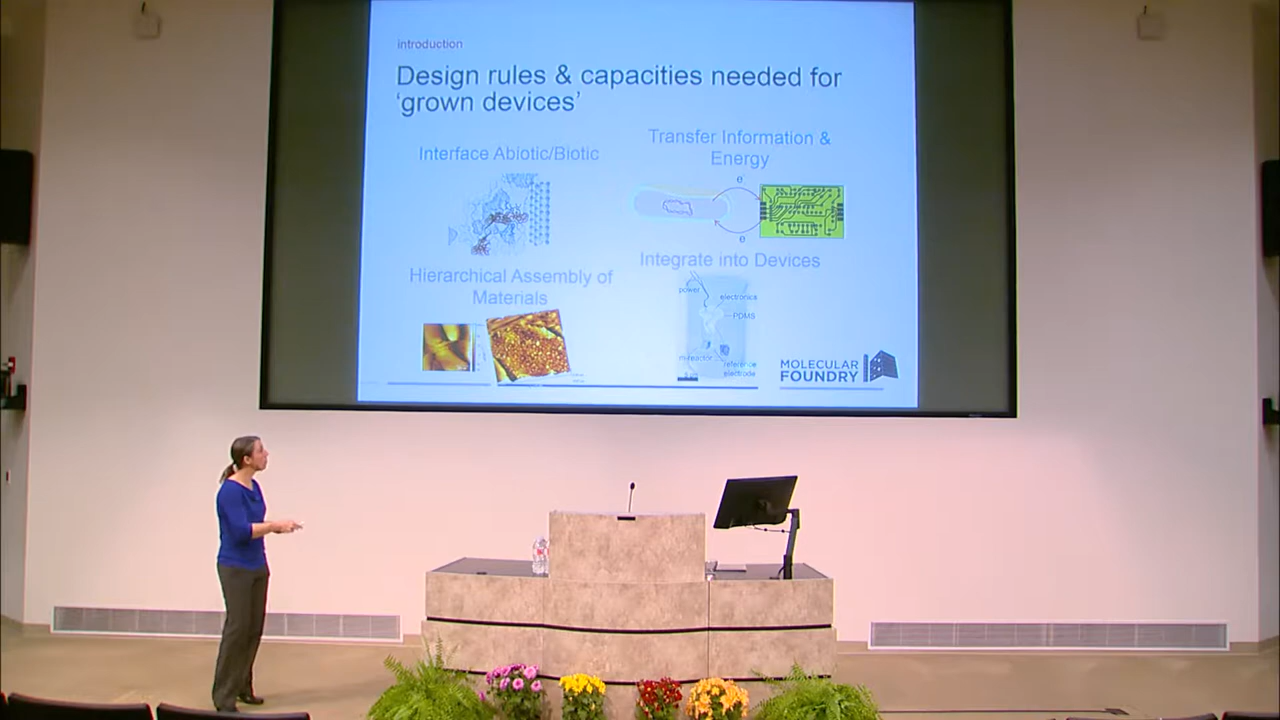 introduction
Design rules & capacities needed for
‘grown devices’
Interface Abiotic/Biotic
Transfer Information &
Energy
e
e
Hierarchical Assembly of
Materials
Integrate into Devices
power
electronics
PDMS
m-reactor
reference
electrode
MOLECULAR
FOUNDRY